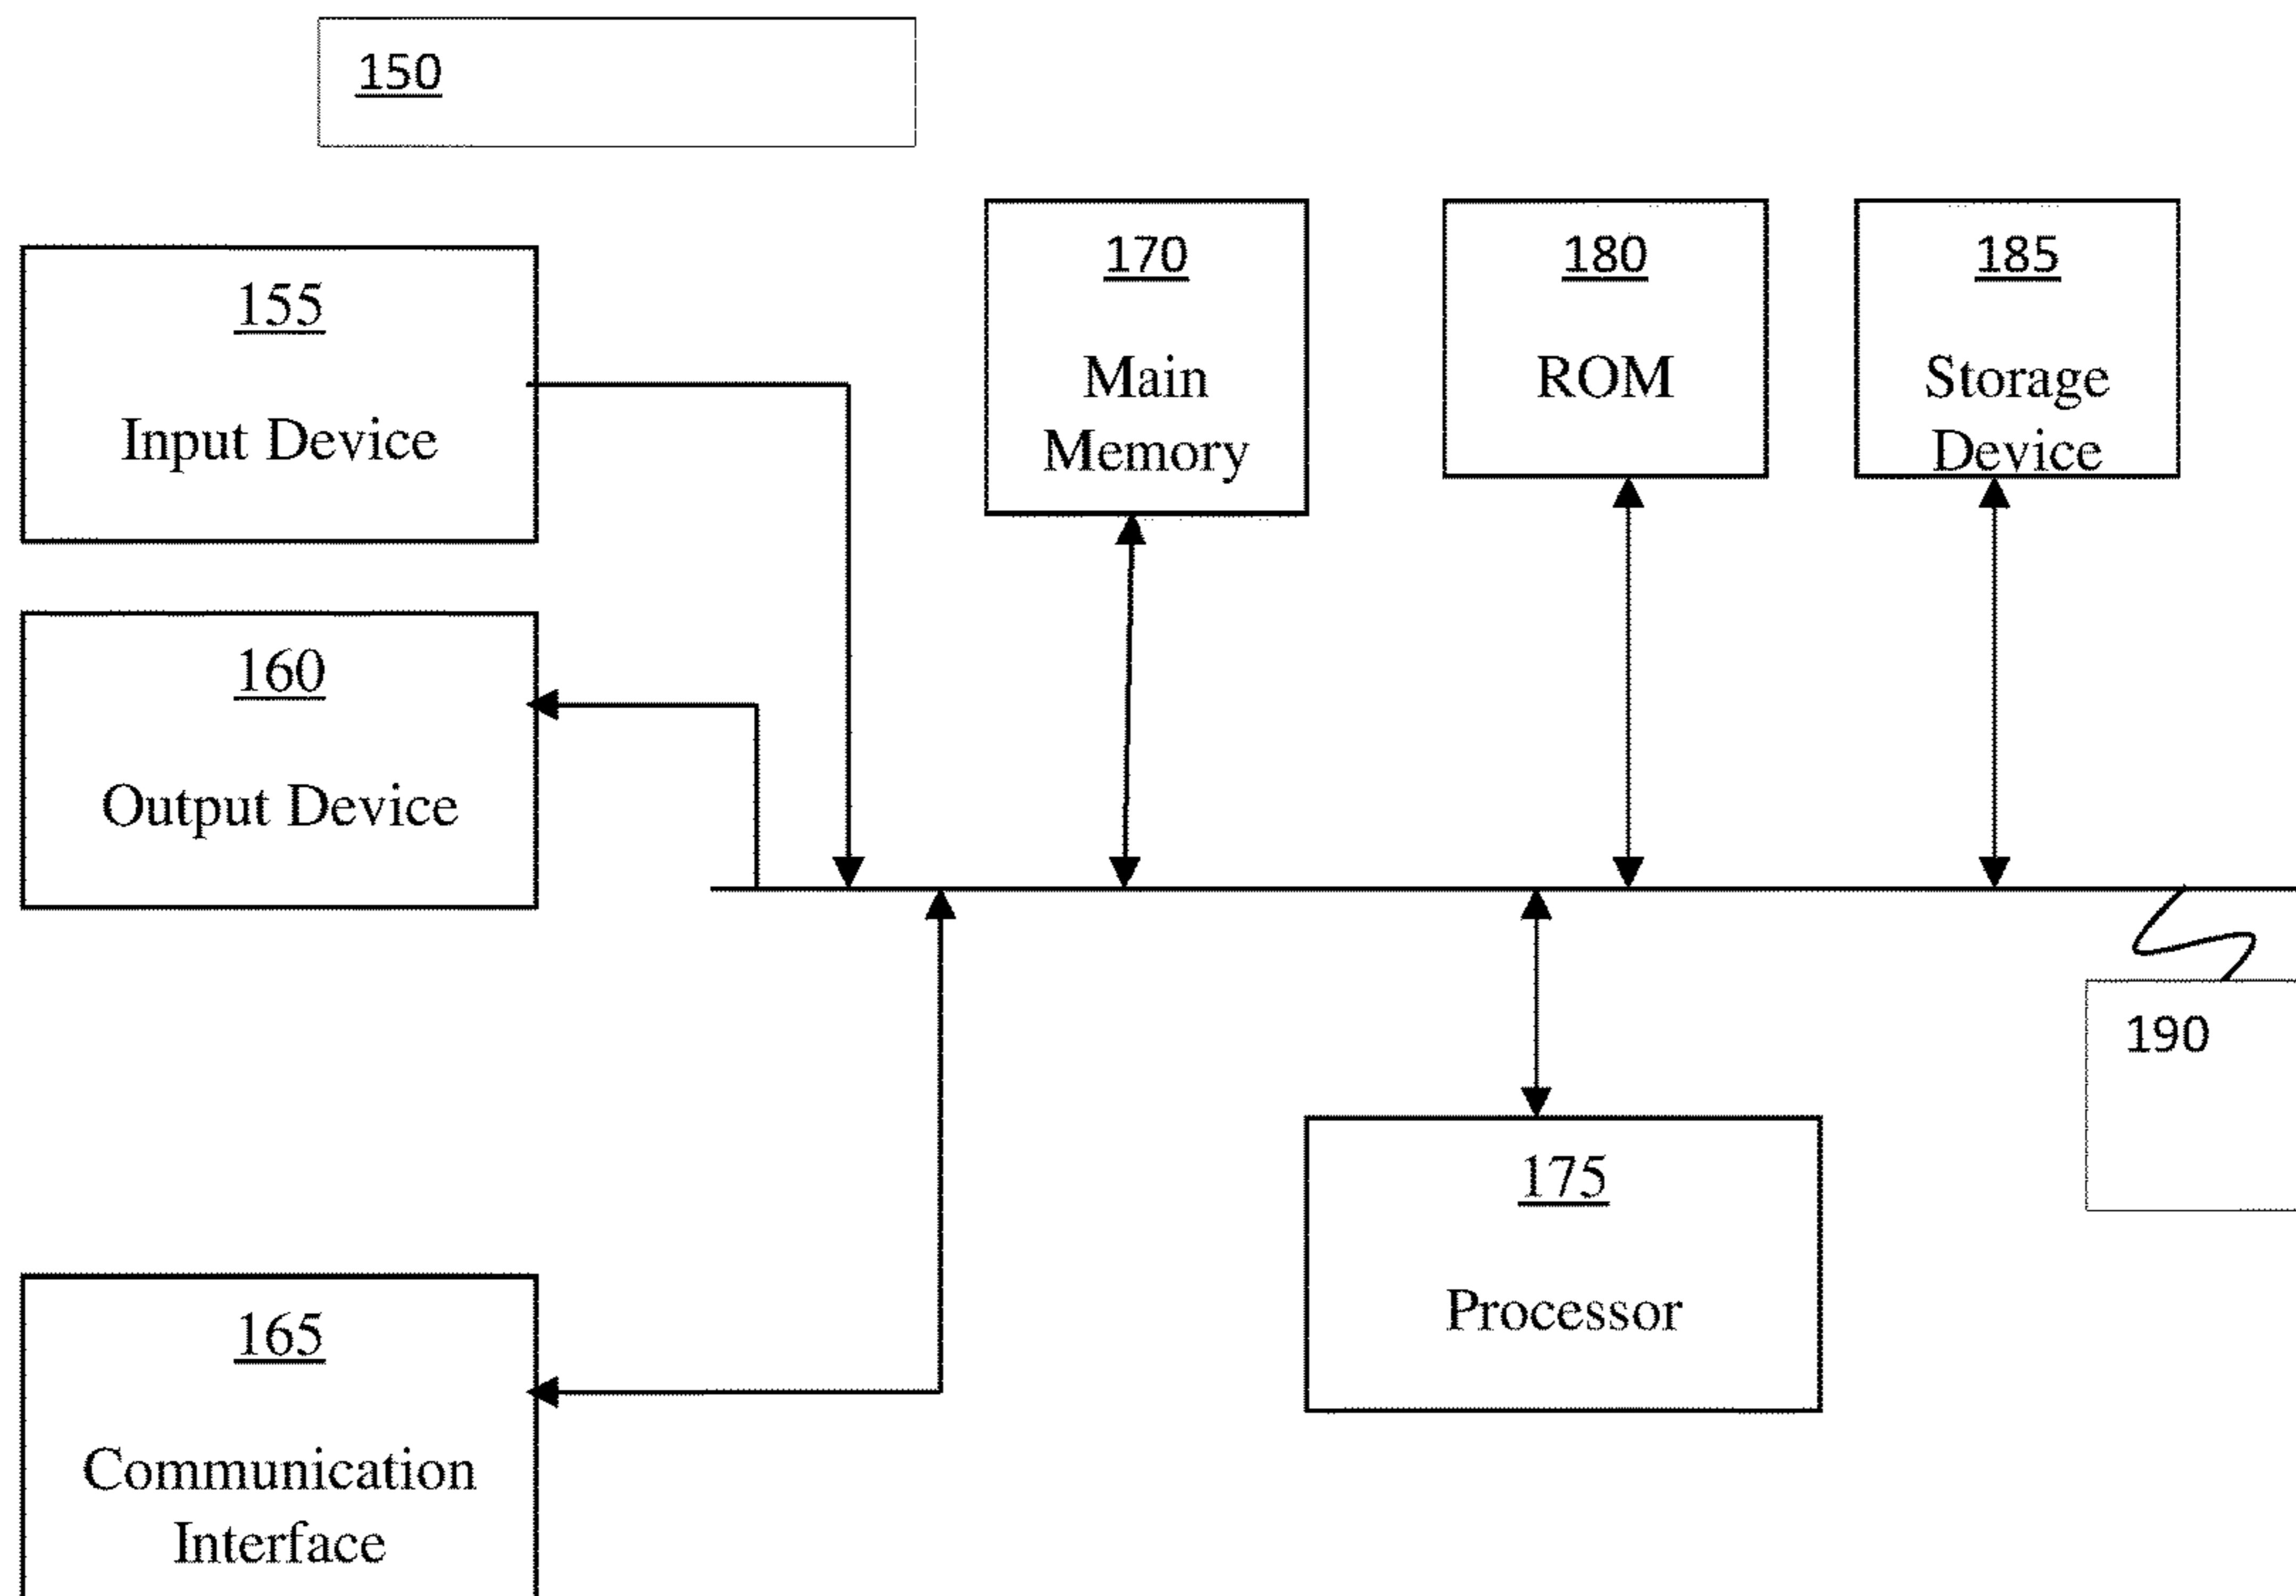 150
155
Input Device
170
Main
Memory
180
ROM
185
Storage
Device
160
Output Device
190
175
Processor
165
Communication
Interface